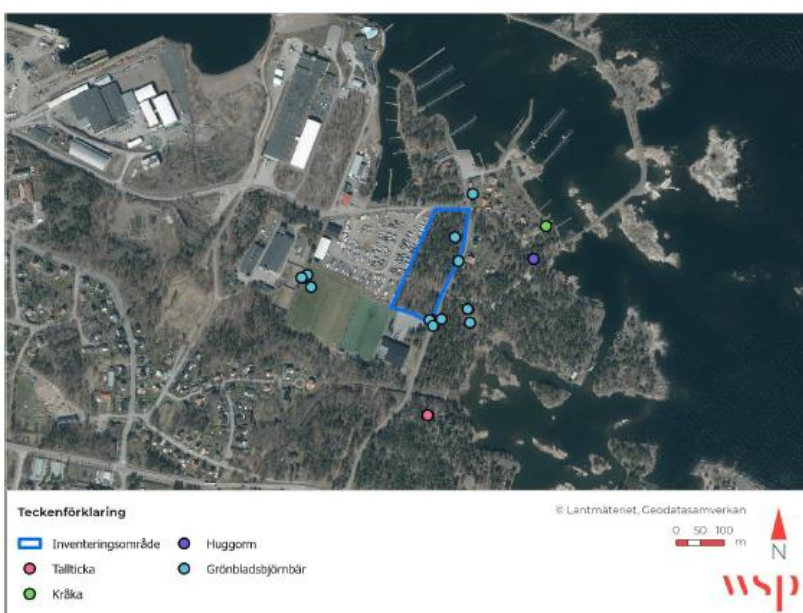 Teckenförklaring
Inventeringsområde
Tallticka
Kråka
Huggorm
Grönbladsbjörnbär
© Lantmäteriet, Geodatasamverkan
0 50 100
m
N
wsp